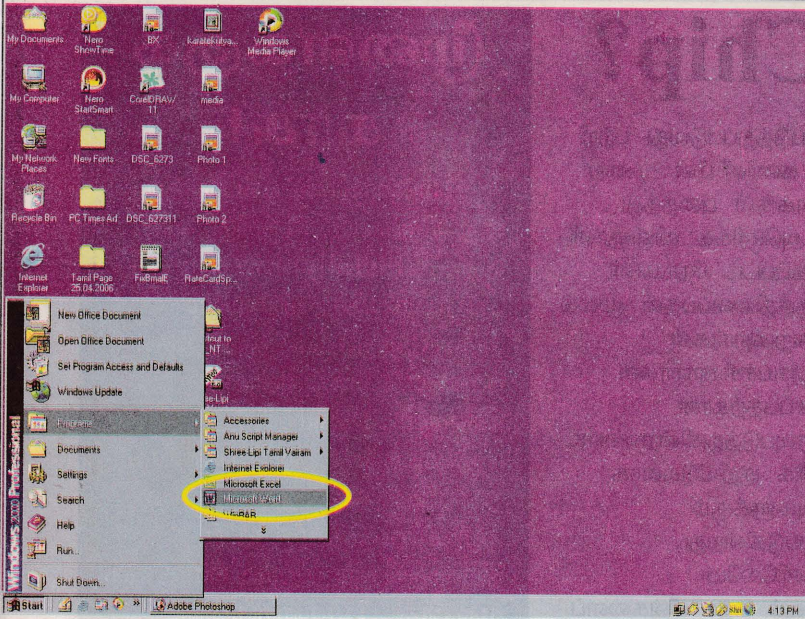 My Documents
Nero
ShowTime
BX
karatekutya...
Windows
Media Player
My Computer
Nero
StartSmart
CorelDRAW
11
media
My Network
Places
New Fonts
DSC_6273
Photo 1
Recycle Bin
PC Times Ad
DSC_627311
Photo 2
Internet
Explorer
Tamil Page
25.04.2006
FixBmalE
RateCardSp...
New Office Document
Open Office Document
Set Program Access and Defaults
Windows Update
Programs
Documents
Settings
Search
Help
Run...
Shut Down...
Windows 2000 Professional
Accessories
Anu Script Manager
Shree-Lipi Tamil Vairam
Internet Explorer
Microsoft Excel
Microsoft Word
WinRAR
Start
Adobe Photoshop
4:13 PM